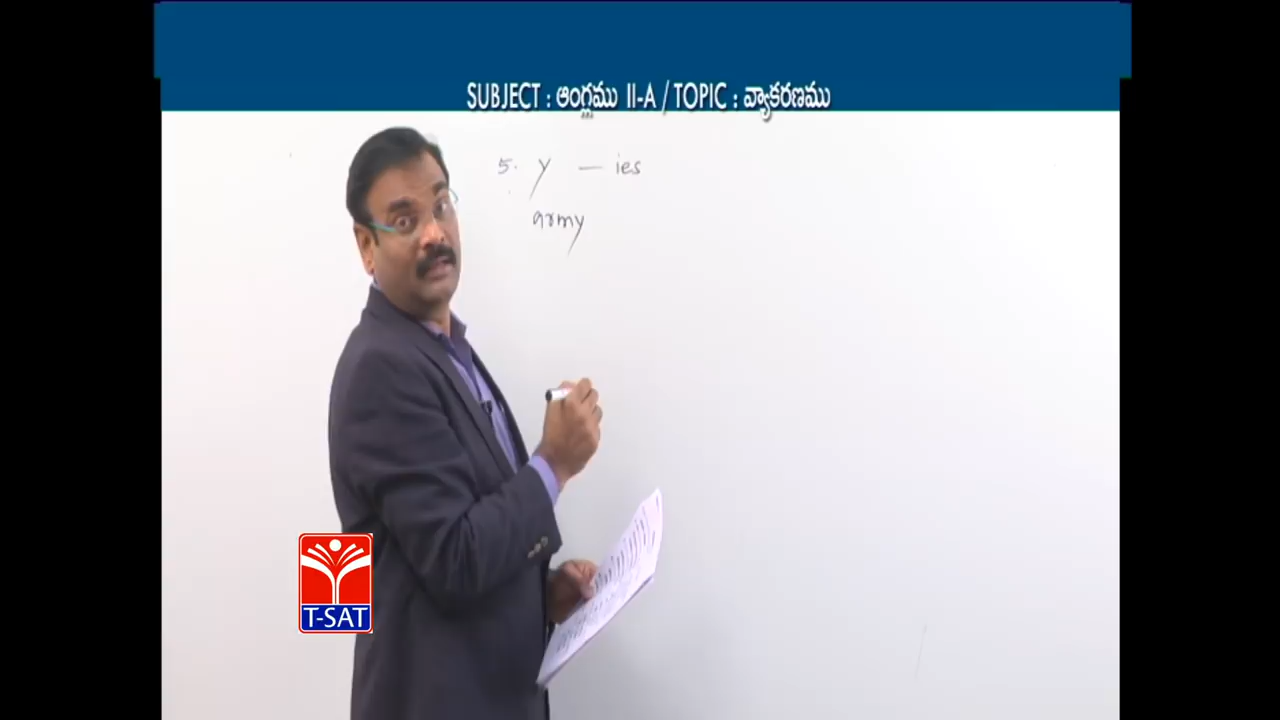 SUBJECT : ఆంగ్లము II-A / TOPIC : వ్యాకరణము
5. y — ies
army
T-SAT